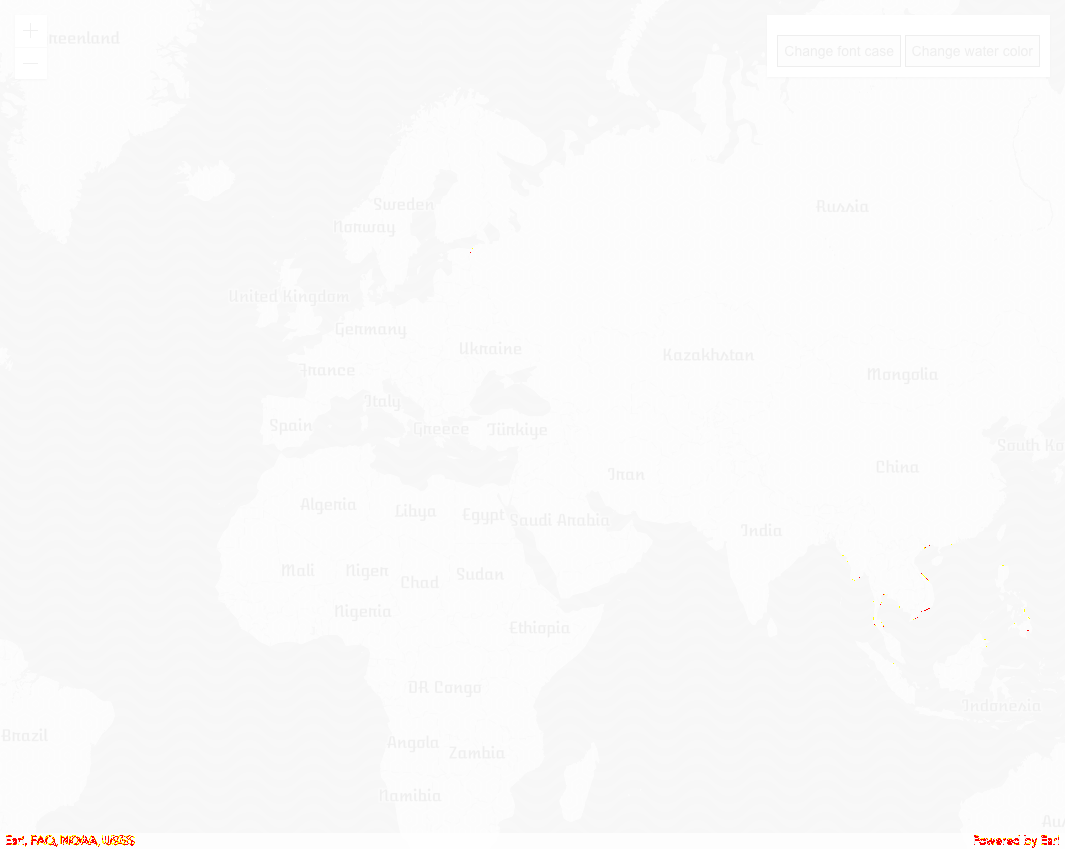 +
reenland
−
Change font case Change water color
Sweden
Russia
Norway
United Kingdom
Germany
Ukraine
Kazakhstan
France
Mongolia
Italy
Spain
Greece
Türkiye
South Ko
China
Iran
Algeria
Libya
Egypt
Saudi Arabia
India
Mali
Niger
Chad
Sudan
Nigeria
Ethiopia
DR Congo
Indonesia
Brazil
Angola
Zambia
Namibia
Aus
Esri, FAO, NOAA, USGS
Powered by Esri